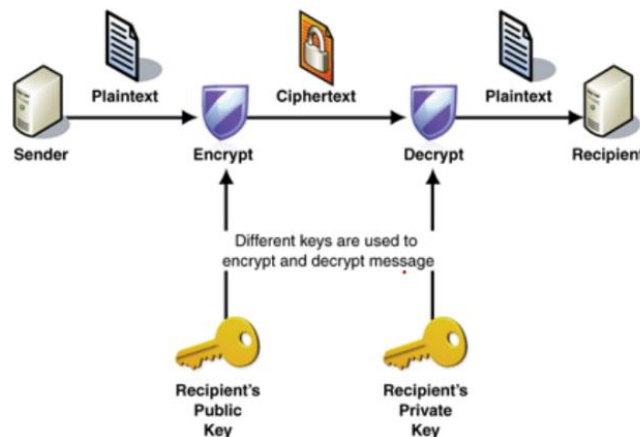 Plaintext
Ciphertext
Plaintext
Sender
Encrypt
Decrypt
Recipient
Different keys are used to
encrypt and decrypt message
Recipient's
Public
Key
Recipient's
Private
Key